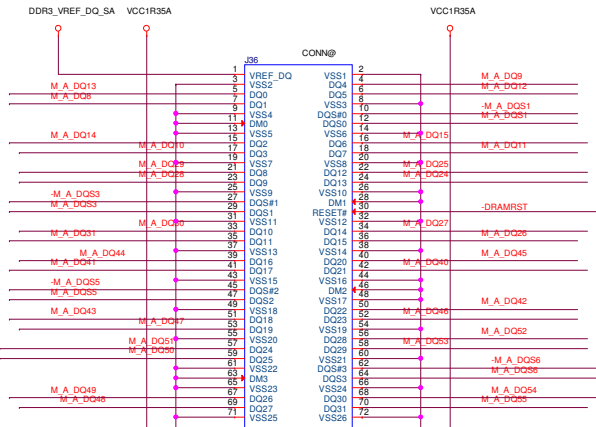 DDR3_VREF_DQ_SA VCC1R35A VCC1R35A
CONN@
J36
1 VREF_DQ VSS1 2
3 VSS2 DQ4 4 M_A_DQ9
M_A_DQ13 5 DQ0 DQ5 6 M_A_DQ12
M_A_DQ8 7 DQ1 VSS3 8
9 VSS4 DQS#0 10 -M_A_DQS1
11 DM0 DQS0 12 M_A_DQS1
13 VSS5 VSS6 14
M_A_DQ14 15 DQ2 DQ6 16 M_A_DQ15
M_A_DQ10 17 DQ3 DQ7 18 M_A_DQ11
19 VSS7 VSS8 20
M_A_DQ29 21 DQ8 DQ12 22 M_A_DQ25
M_A_DQ28 23 DQ9 DQ13 24 M_A_DQ24
25 VSS9 VSS10 26
-M_A_DQS3 27 DQS#1 DM1 28
M_A_DQS3 29 DQS1 RESET# 30 -DRAMRST
31 VSS11 VSS12 32
M_A_DQ30 33 DQ10 DQ14 34 M_A_DQ27
M_A_DQ31 35 DQ11 DQ15 36 M_A_DQ26
37 VSS13 VSS14 38
M_A_DQ44 39 DQ16 DQ20 40 M_A_DQ45
M_A_DQ41 41 DQ17 DQ21 42 M_A_DQ40
43 VSS15 VSS16 44
-M_A_DQS5 45 DQS#2 DM2 46
M_A_DQS5 47 DQS2 VSS17 48
49 VSS18 DQ22 50 M_A_DQ42
M_A_DQ43 51 DQ18 DQ23 52 M_A_DQ46
M_A_DQ47 53 DQ19 VSS19 54
55 VSS20 DQ28 56 M_A_DQ52
M_A_DQ51 57 DQ24 DQ29 58 M_A_DQ53
M_A_DQ50 59 DQ25 VSS21 60
61 VSS22 DQS#3 62 -M_A_DQS6
63 DM3 DQS3 64 M_A_DQS6
65 VSS23 VSS24 66
M_A_DQ49 67 DQ26 DQ30 68 M_A_DQ54
M_A_DQ48 69 DQ27 DQ31 70 M_A_DQ55
71 VSS25 VSS26 72